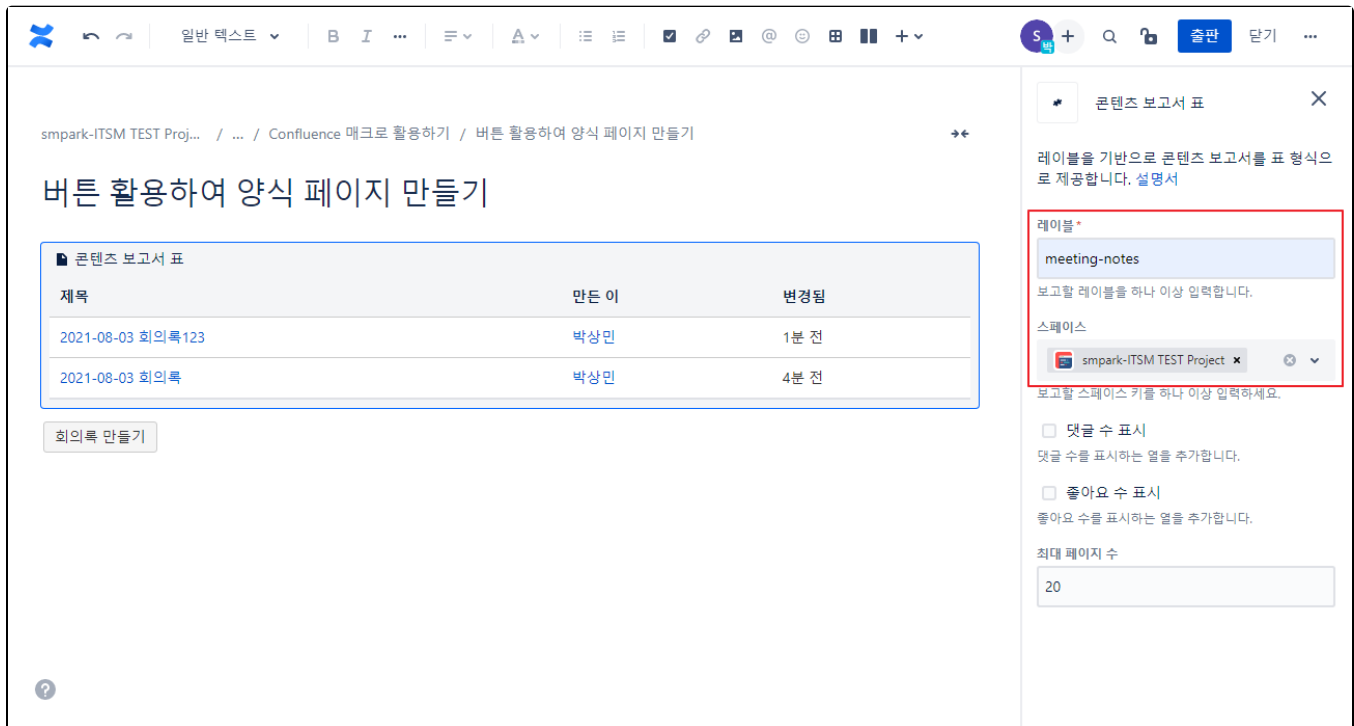 일반 텍스트 B I S + 출판 닫기
박
smpark-ITSM TEST Proj... / ... / Confluence 매크로 활용하기 / 버튼 활용하여 양식 페이지 만들기
버튼 활용하여 양식 페이지 만들기
콘텐츠 보고서 표
제목 만든 이 변경됨
2021-08-03 회의록123 박상민 1분 전
2021-08-03 회의록 박상민 4분 전
회의록 만들기
콘텐츠 보고서 표
레이블을 기반으로 콘텐츠 보고서를 표 형식으
로 제공합니다. 설명서
레이블*
meeting-notes
보고할 레이블을 하나 이상 입력합니다.
스페이스
smpark-ITSM TEST Project
보고할 스페이스 키를 하나 이상 입력하세요.
댓글 수 표시
댓글 수를 표시하는 열을 추가합니다.
좋아요 수 표시
좋아요 수를 표시하는 열을 추가합니다.
최대 페이지 수
20